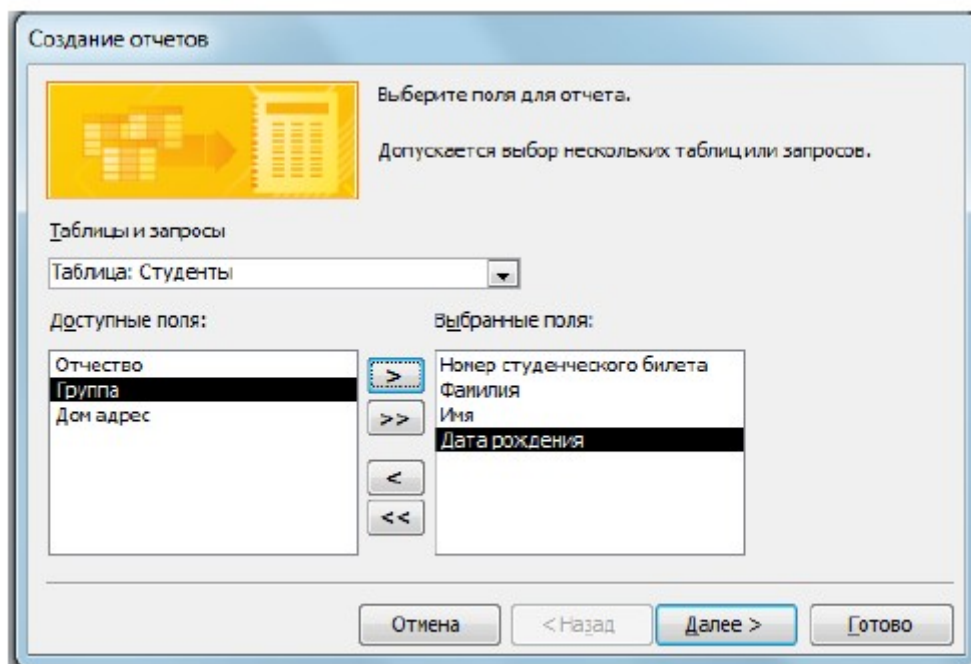 Создание отчетов
Выберите поля для отчета.
Допускается выбор нескольких таблиц или запросов.
Таблицы и запросы
Таблица: Студенты
Доступные поля:
Отчество
Группа
Дом адрес
>
>>
<
<<
Выбранные поля:
Номер студенческого билета
Фамилия
Имя
Дата рождения
Отмена
< Назад
Далее >
Готово